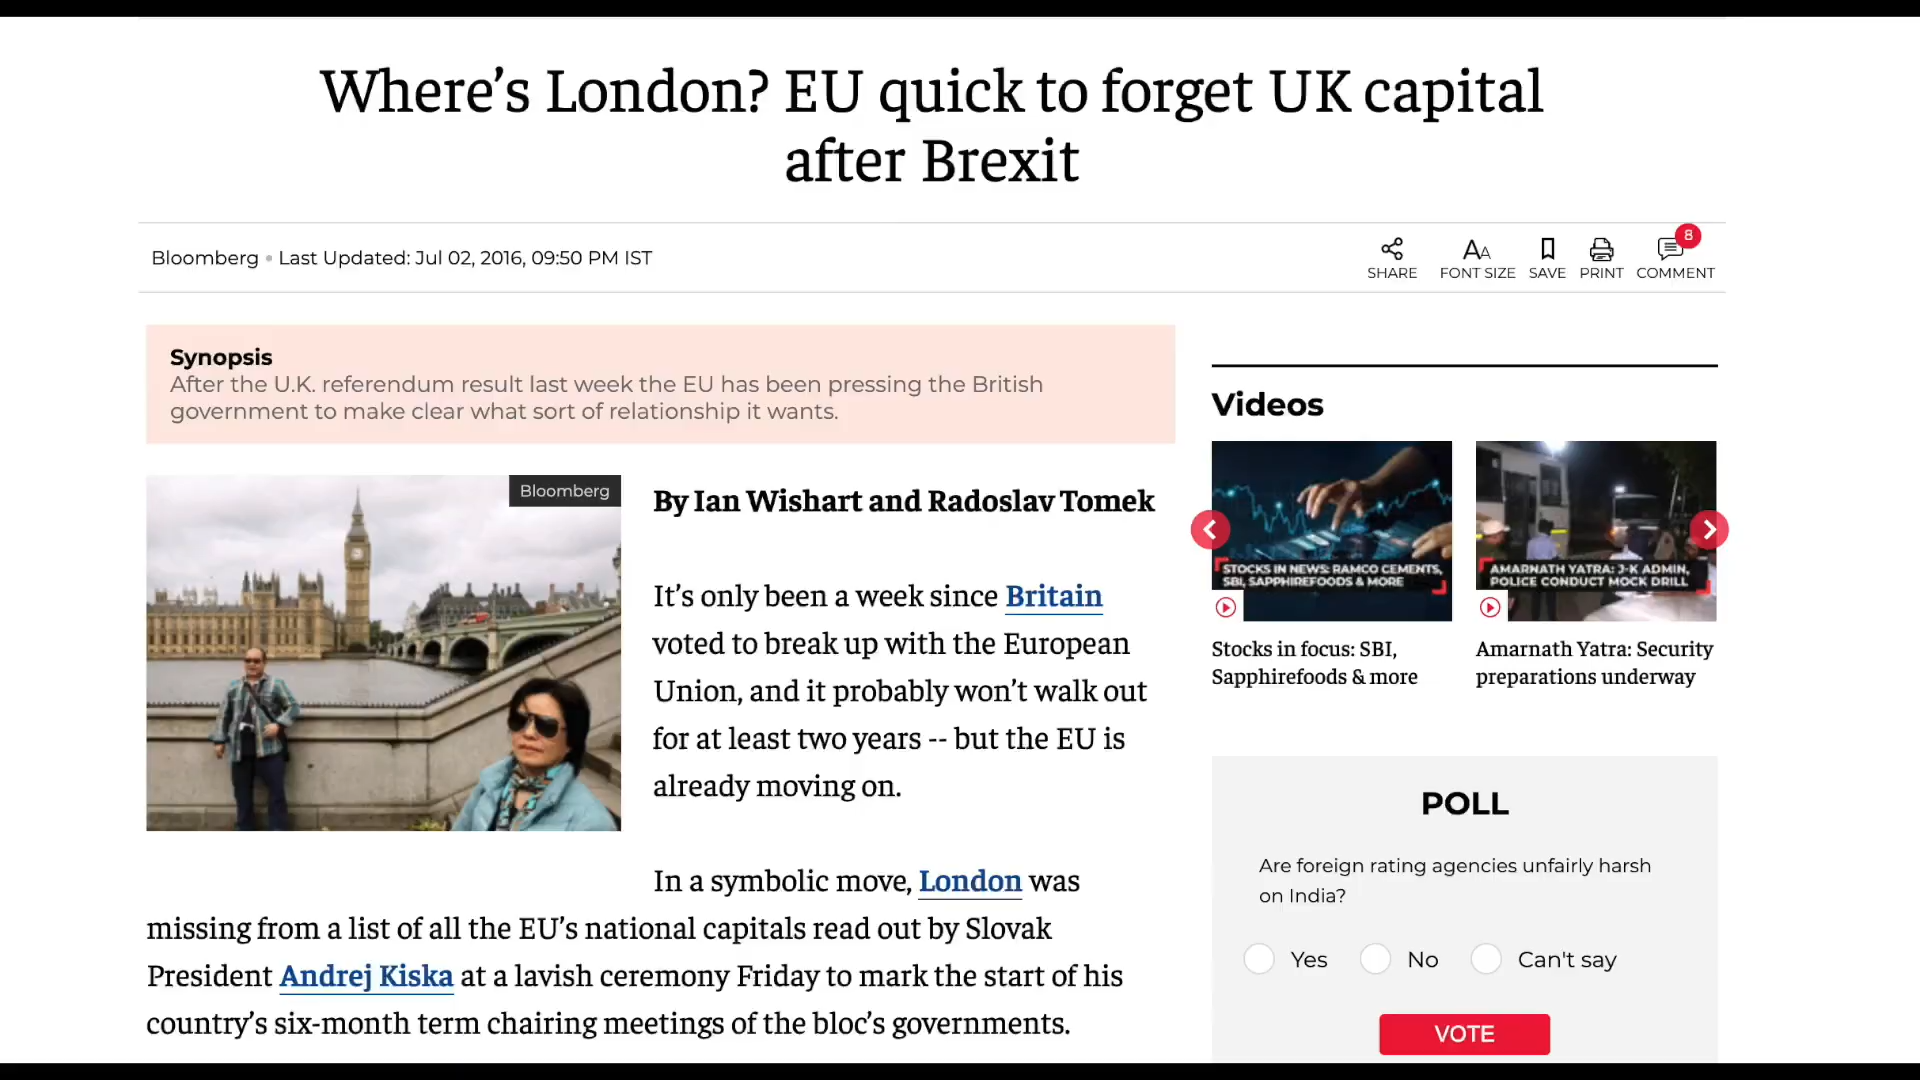 Where’s London? EU quick to forget UK capital
after Brexit
Bloomberg • Last Updated: Jul 02, 2016, 09:50 PM IST
SHARE
FONT SIZE
SAVE
PRINT
8
COMMENT
Synopsis
After the U.K. referendum result last week the EU has been pressing the British
government to make clear what sort of relationship it wants.
Bloomberg
By Ian Wishart and Radoslav Tomek
It’s only been a week since Britain
voted to break up with the European
Union, and it probably won’t walk out
for at least two years -- but the EU is
already moving on.
In a symbolic move, London was
missing from a list of all the EU’s national capitals read out by Slovak
President Andrej Kiska at a lavish ceremony Friday to mark the start of his
country’s six-month term chairing meetings of the bloc’s governments.
Videos
STOCKS IN NEWS: RAMCO CEMENTS,
SBI, SAPPHIREFOODS & MORE
Stocks in focus: SBI,
Sapphirefoods & more
AMARNATH YATRA: J-K ADMIN,
POLICE CONDUCT MOCK DRILL
Amarnath Yatra: Security
preparations underway
POLL
Are foreign rating agencies unfairly harsh
on India?
Yes
No
Can't say
VOTE